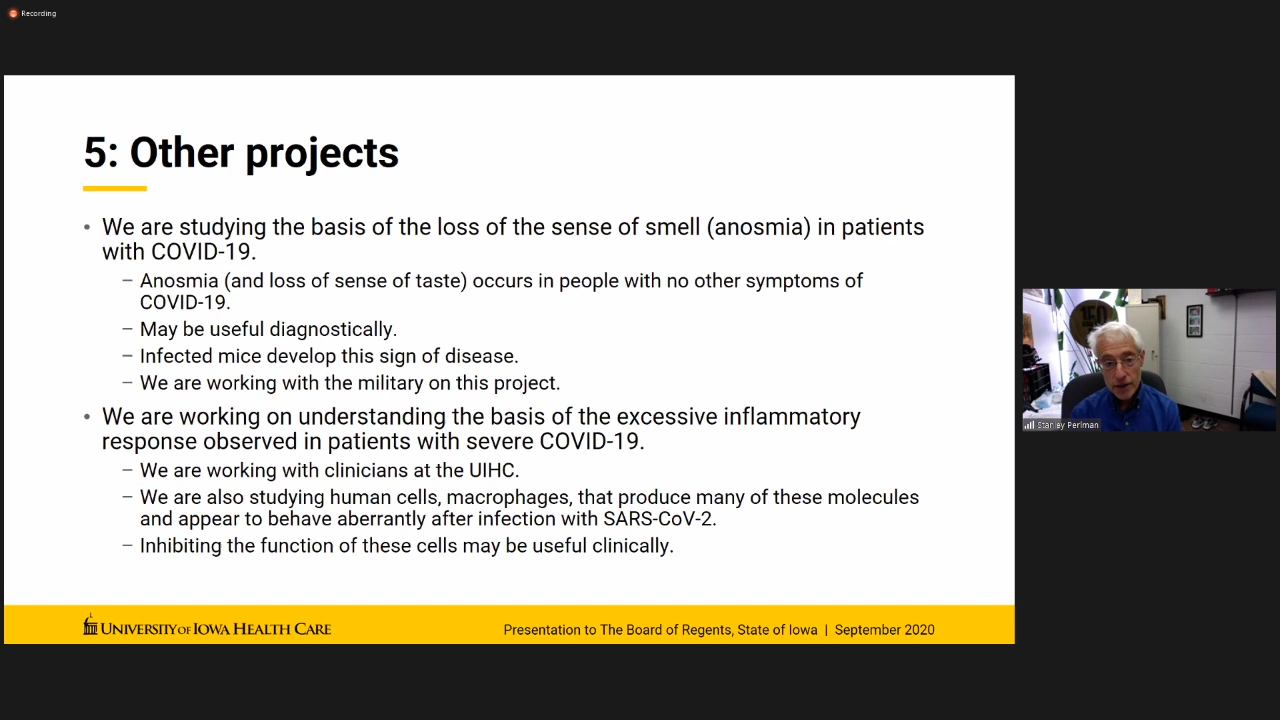 Recording
5: Other projects
• We are studying the basis of the loss of the sense of smell (anosmia) in patients
with COVID-19.
– Anosmia (and loss of sense of taste) occurs in people with no other symptoms of
COVID-19.
– May be useful diagnostically.
– Infected mice develop this sign of disease.
– We are working with the military on this project.
• We are working on understanding the basis of the excessive inflammatory
response observed in patients with severe COVID-19.
– We are working with clinicians at the UIHC.
– We are also studying human cells, macrophages, that produce many of these molecules
and appear to behave aberrantly after infection with SARS-CoV-2.
– Inhibiting the function of these cells may be useful clinically.
UNIVERSITY OF IOWA HEALTH CARE
Presentation to The Board of Regents, State of Iowa | September 2020
150
Stanley Perlman